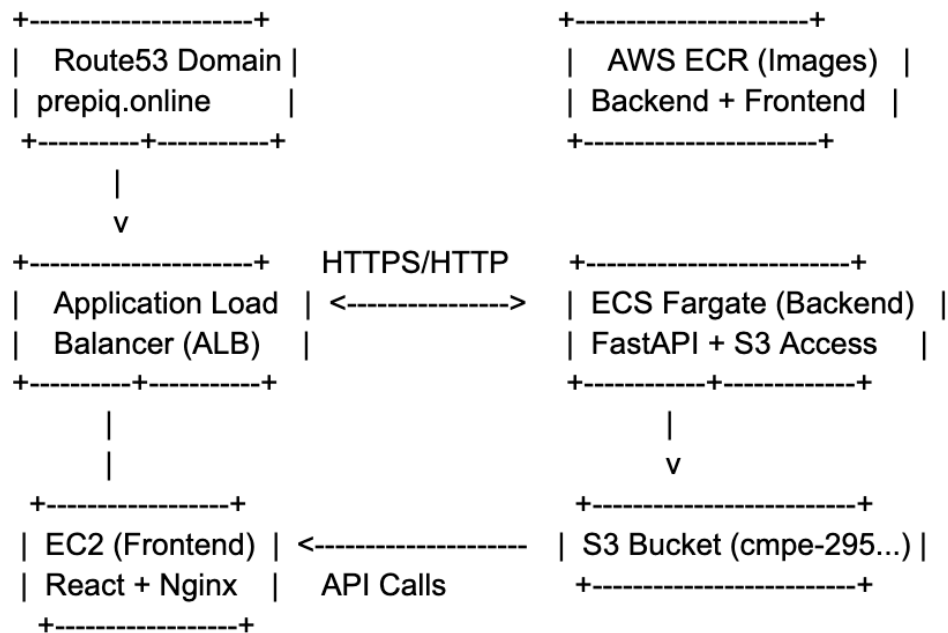 +----------------------+ +-----------------------+
| Route53 Domain | | AWS ECR (Images) |
| prepiq.online | | Backend + Frontend |
+----------+-----------+ +-----------------------+
|
v
+----------------------+ HTTPS/HTTP +--------------------------+
| Application Load | <----------------> | ECS Fargate (Backend) |
| Balancer (ALB) | | FastAPI + S3 Access |
+----------+-----------+ +------------+-------------+
| |
| v
+------------------+ +--------------------------+
| EC2 (Frontend) | <--------------------- | S3 Bucket (cmpe-295...) |
| React + Nginx | API Calls +--------------------------+
+------------------+